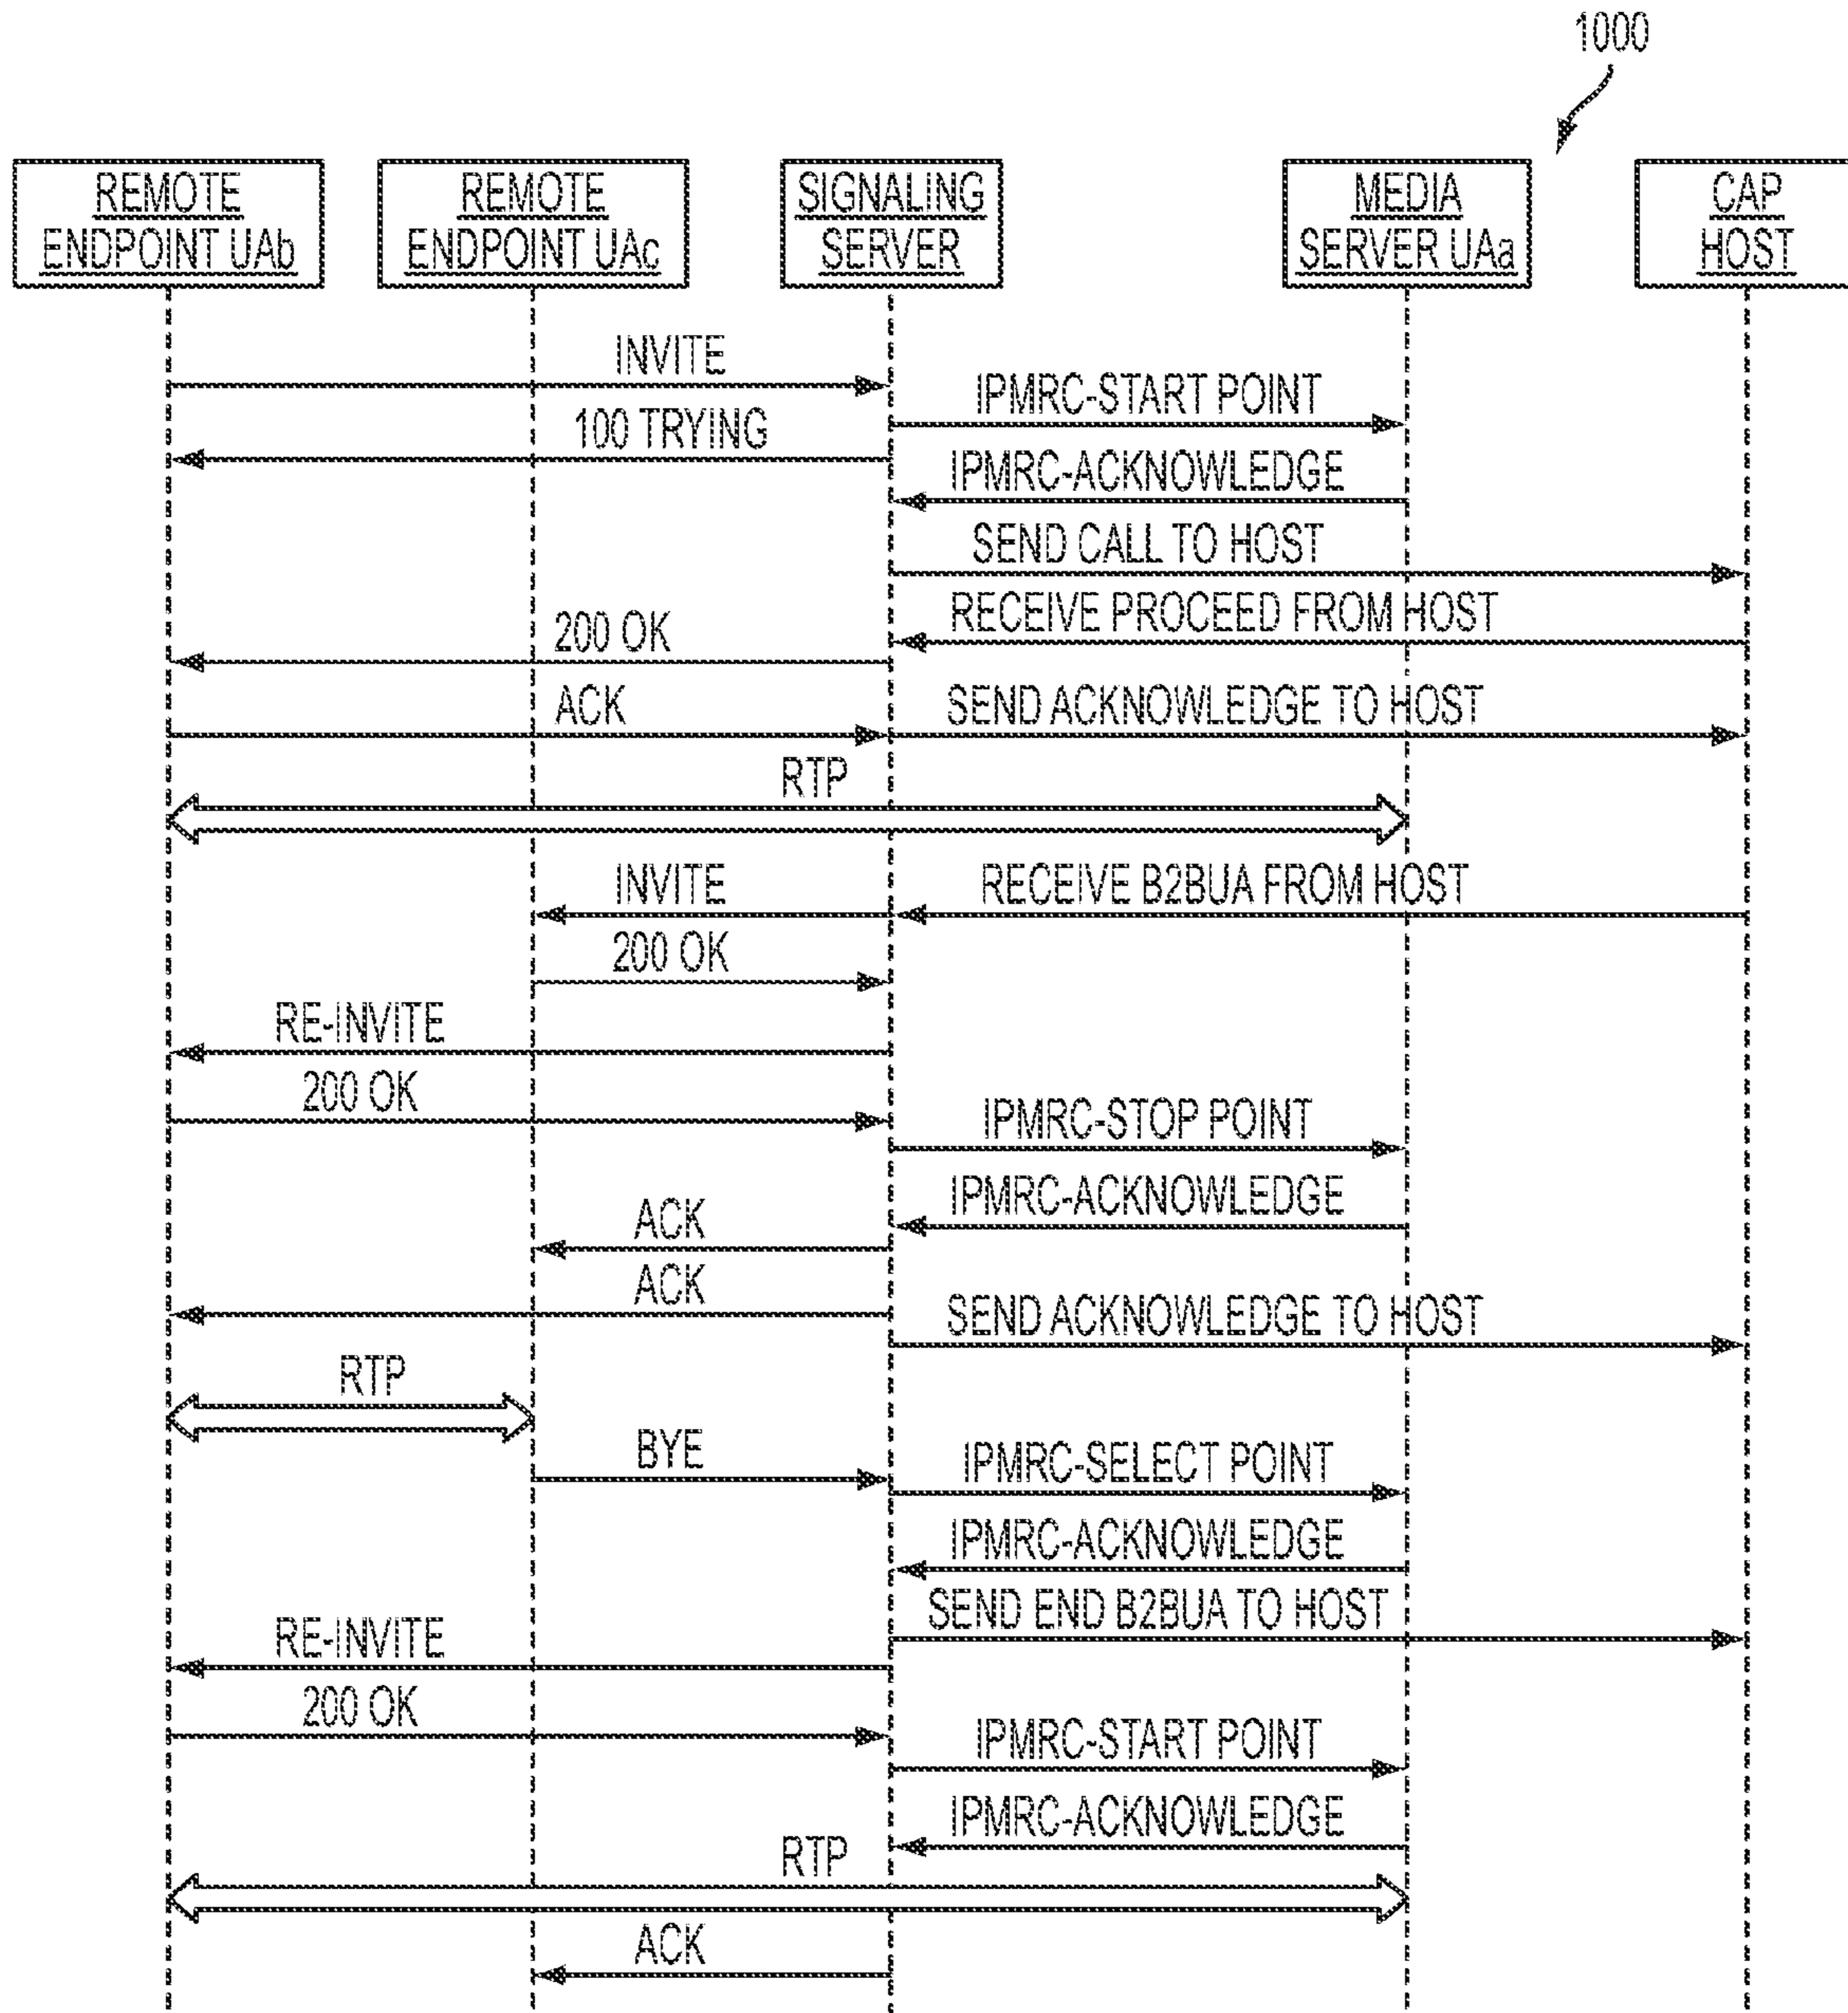 1000
REMOTE
ENDPOINT UAb
REMOTE
ENDPOINT UAc
SIGNALING
SERVER
MEDIA
SERVER UAa
CAP
HOST
INVITE
IPMRC-START POINT
100 TRYING
IPMRC-ACKNOWLEDGE
SEND CALL TO HOST
RECEIVE PROCEED FROM HOST
200 OK
ACK
SEND ACKNOWLEDGE TO HOST
RTP
INVITE
RECEIVE B2BUA FROM HOST
200 OK
RE-INVITE
200 OK
IPMRC-STOP POINT
IPMRC-ACKNOWLEDGE
ACK
ACK
SEND ACKNOWLEDGE TO HOST
RTP
BYE
IPMRC-SELECT POINT
IPMRC-ACKNOWLEDGE
SEND END B2BUA TO HOST
RE-INVITE
200 OK
IPMRC-START POINT
IPMRC-ACKNOWLEDGE
RTP
ACK